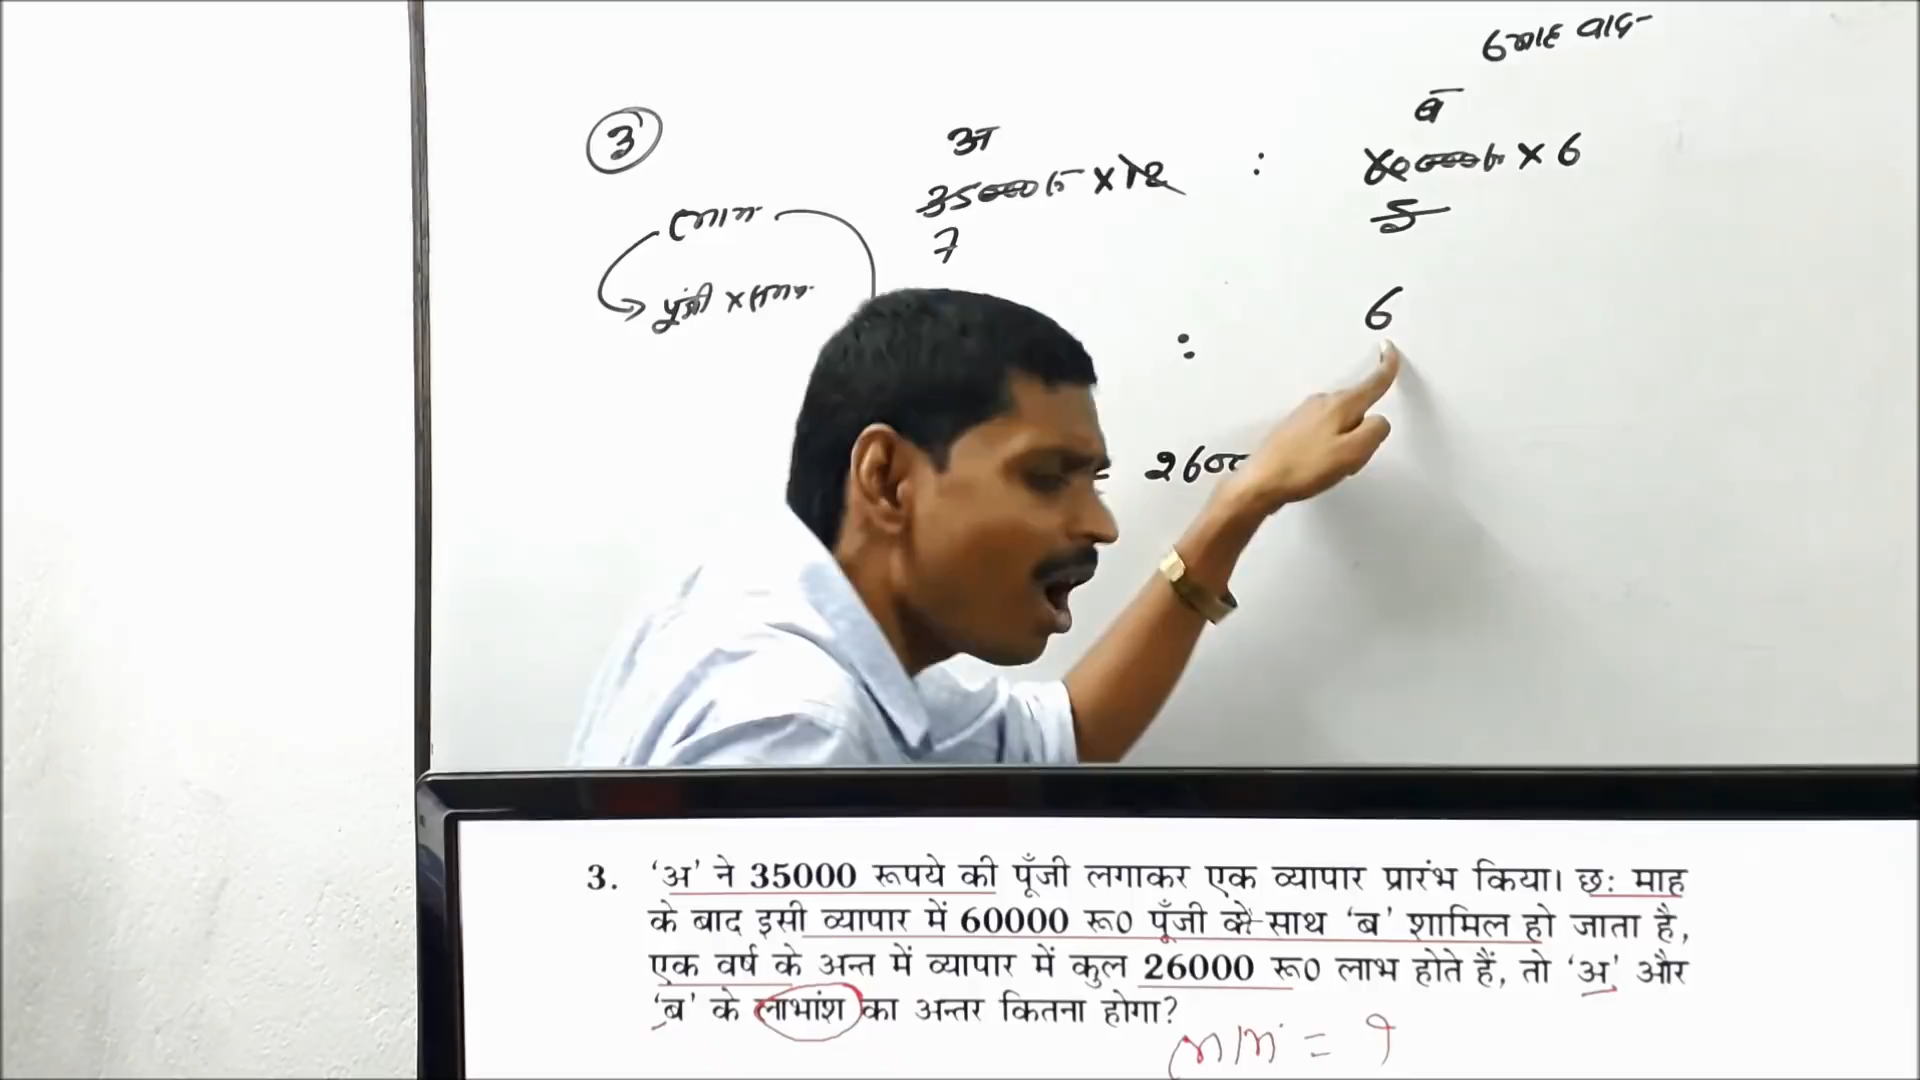 6 माह बाद
③
अ
ब
35000 × 12 : 60000 × 6
लाभ
7
5
पूंजी × समय
: 6
= 2600
3. ‘अ’ ने 35000 रूपये की पूँजी लगाकर एक व्यापार प्रारंभ किया। छः माह
के बाद इसी व्यापार में 60000 रू0 पूँजी के साथ ‘ब’ शामिल हो जाता है,
एक वर्ष के अन्त में व्यापार में कुल 26000 रू0 लाभ होते हैं, तो ‘अ’ और
‘ब’ के लाभांश का अन्तर कितना होगा?
= ?